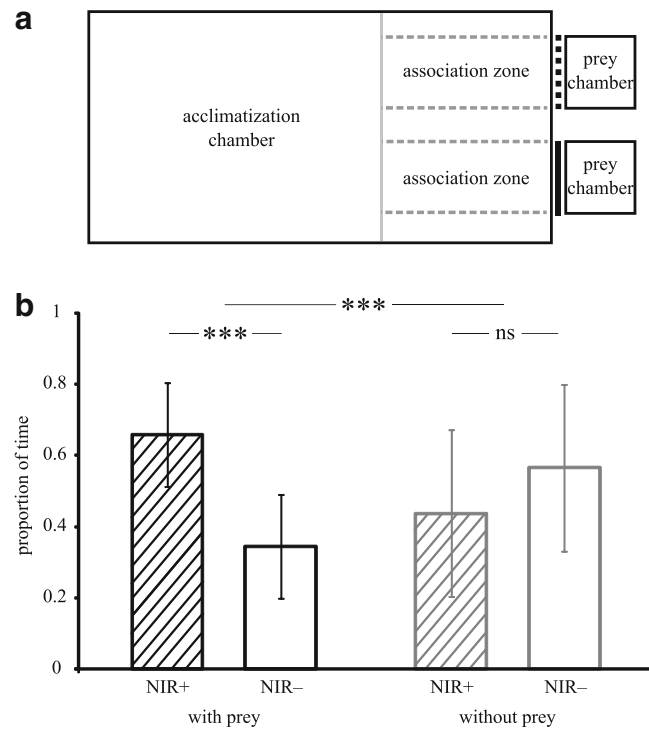 a
acclimatization
chamber
association zone
prey
chamber
association zone
prey
chamber
b
proportion of time
1
0.8
0.6
0.4
0.2
0
***
***
ns
NIR+
NIR–
NIR+
NIR–
with prey
without prey